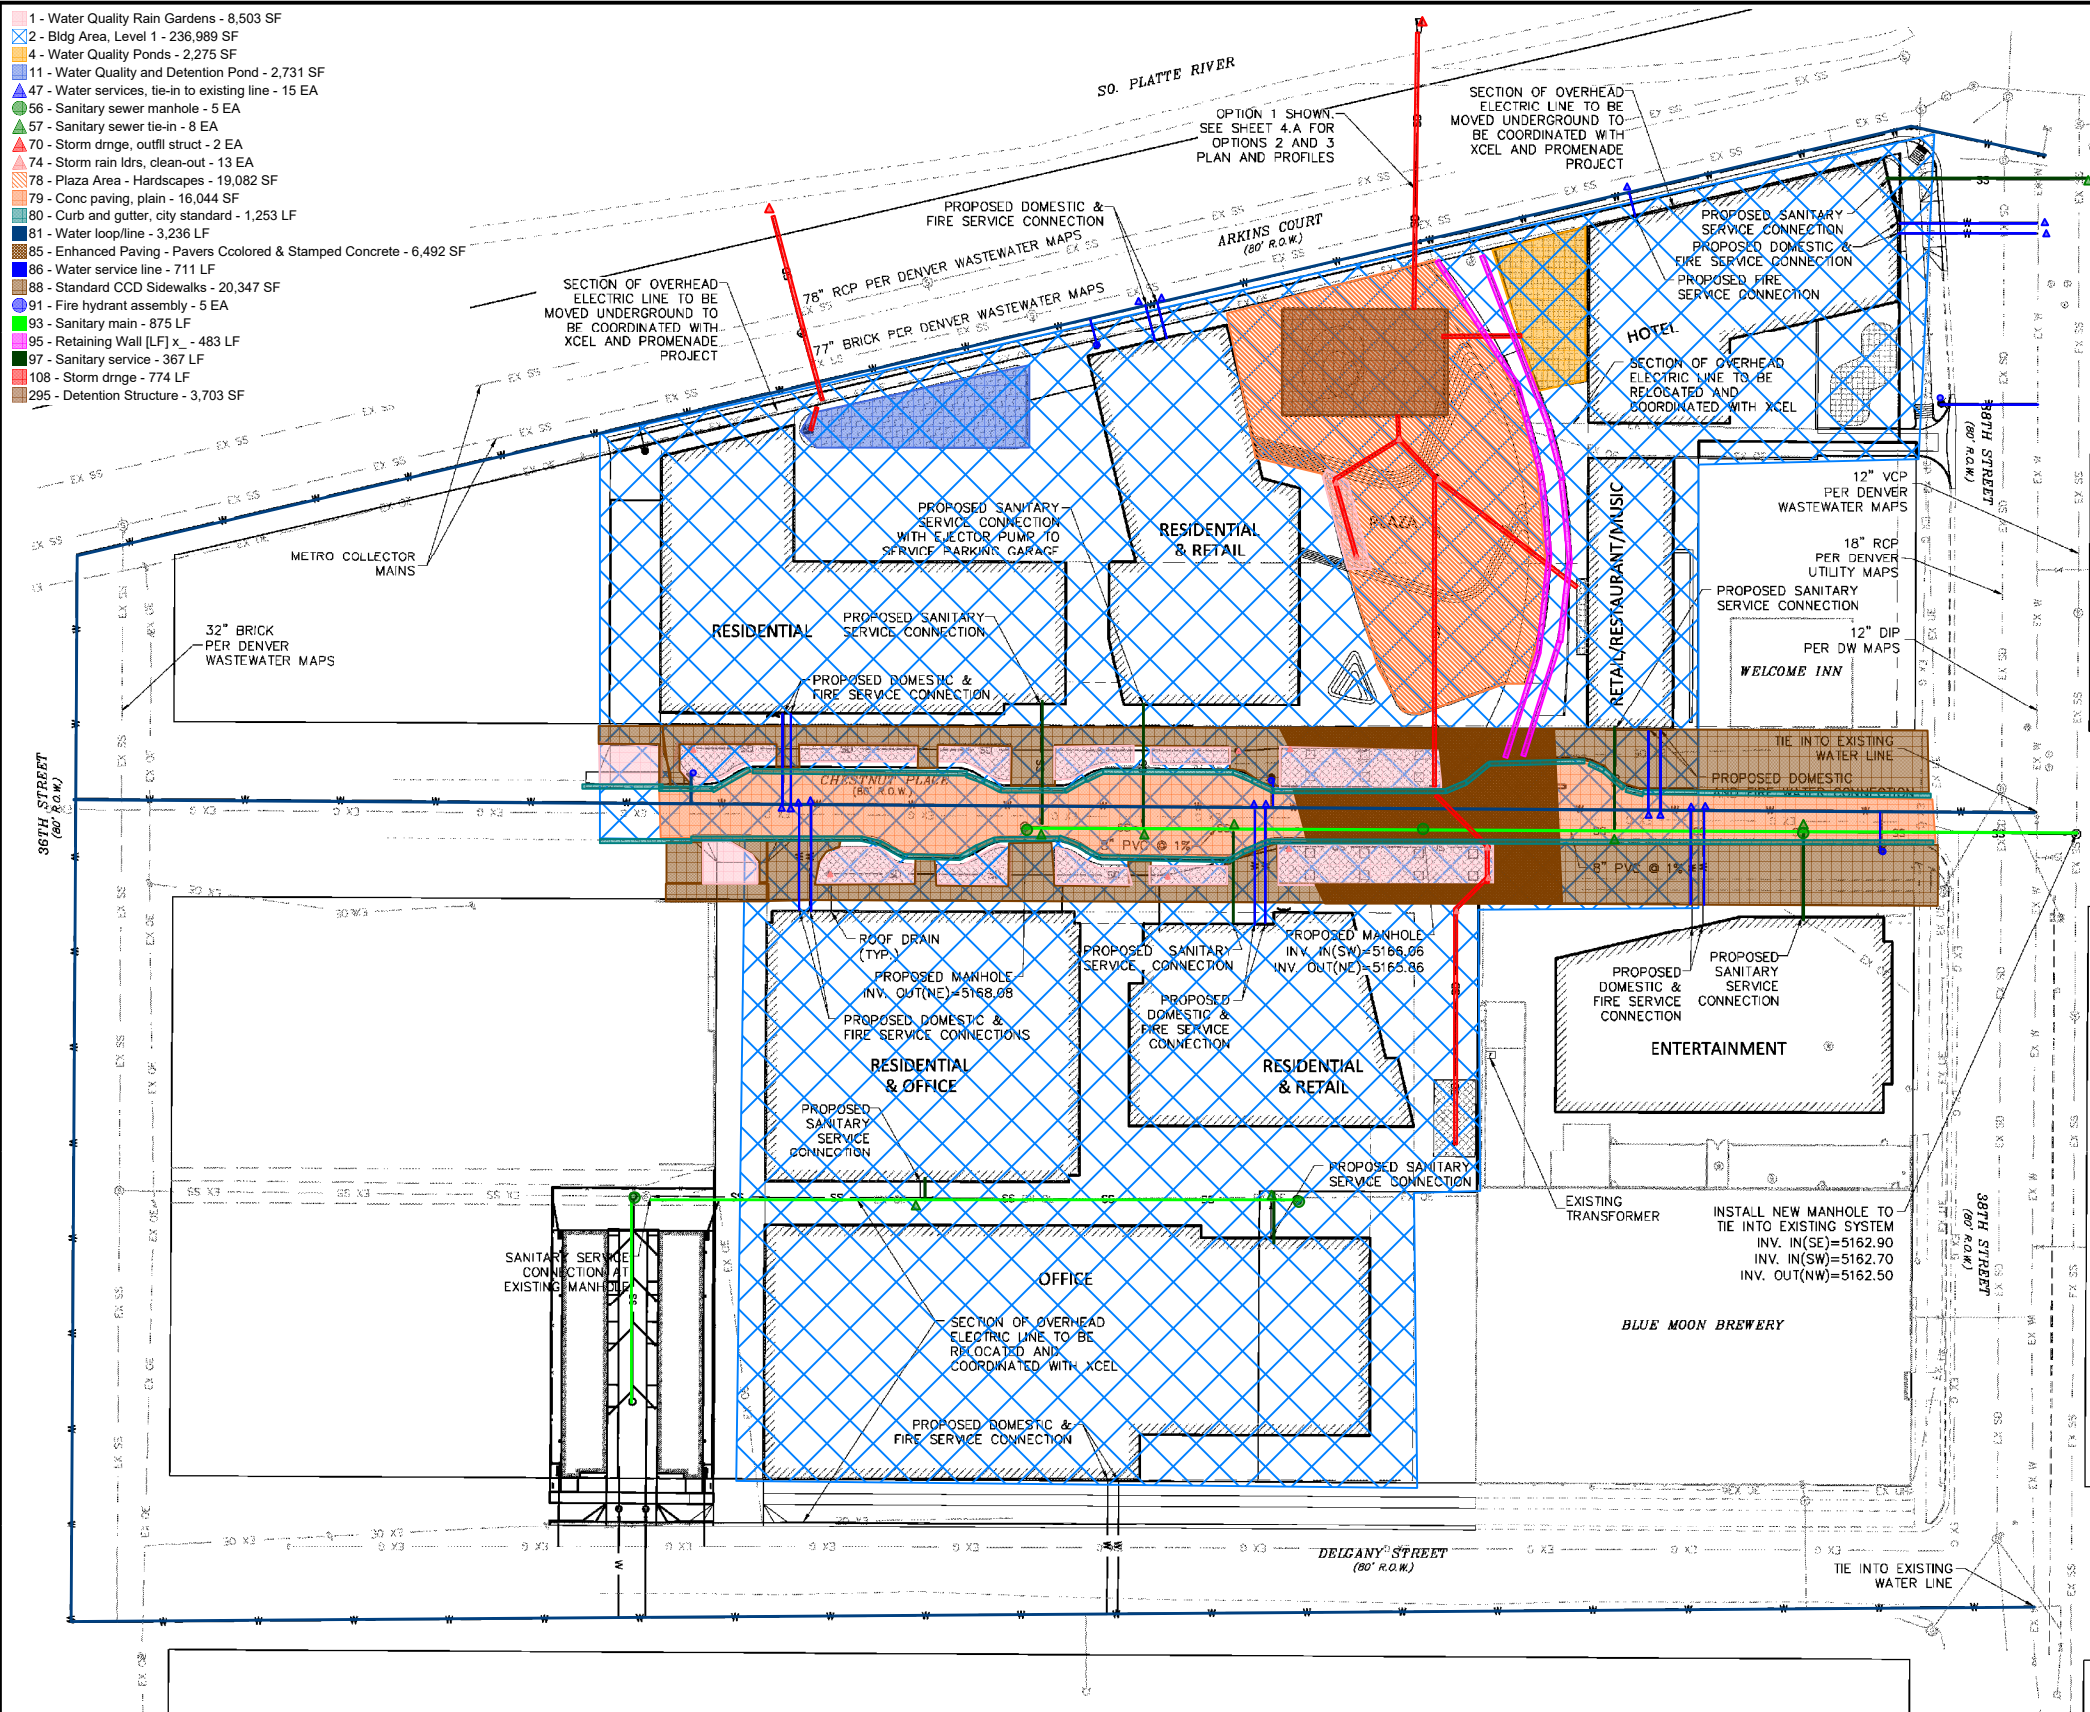 1 - Water Quality Rain Gardens - 8,503 SF
2 - Bldg Area, Level 1 - 236,989 SF
4 - Water Quality Ponds - 2,275 SF
11 - Water Quality and Detention Pond - 2,731 SF
47 - Water services, tie-in to existing line - 15 EA
56 - Sanitary sewer manhole - 5 EA
57 - Sanitary sewer tie-in - 8 EA
70 - Storm drnge, outfll struct - 2 EA
74 - Storm rain ldrs, clean-out - 13 EA
78 - Plaza Area - Hardscapes - 19,082 SF
79 - Conc paving, plain - 16,044 SF
80 - Curb and gutter, city standard - 1,253 LF
81 - Water loop/line - 3,236 LF
85 - Enhanced Paving - Pavers Ccolored & Stamped Concrete - 6,492 SF
86 - Water service line - 711 LF
88 - Standard CCD Sidewalks - 20,347 SF
91 - Fire hydrant assembly - 5 EA
93 - Sanitary main - 875 LF
95 - Retaining Wall [LF] x_ - 483 LF
97 - Sanitary service - 367 LF
108 - Storm drnge - 774 LF
295 - Detention Structure - 3,703 SF
SO. PLATTE RIVER
OPTION 1 SHOWN.
SEE SHEET 4.A FOR
OPTIONS 2 AND 3
PLAN AND PROFILES
SECTION OF OVERHEAD
ELECTRIC LINE TO BE
MOVED UNDERGROUND TO
BE COORDINATED WITH
XCEL AND PROMENADE
PROJECT
PROPOSED DOMESTIC &
FIRE SERVICE CONNECTION
ARKINS COURT
(80' R.O.W.)
PROPOSED SANITARY
SERVICE CONNECTION
PROPOSED DOMESTIC &
FIRE SERVICE CONNECTION
PROPOSED FIRE
SERVICE CONNECTION
78" RCP PER DENVER WASTEWATER MAPS
77" BRICK PER DENVER WASTEWATER MAPS
SECTION OF OVERHEAD
ELECTRIC LINE TO BE
MOVED UNDERGROUND TO
BE COORDINATED WITH
XCEL AND PROMENADE
PROJECT
HOTEL
SECTION OF OVERHEAD
ELECTRIC LINE TO BE
RELOCATED AND
COORDINATED WITH XCEL
38TH STREET
(80' R.O.W.)
12" VCP
PER DENVER
WASTEWATER MAPS
18" RCP
PER DENVER
UTILITY MAPS
12" DIP
PER DW MAPS
METRO COLLECTOR
MAINS
PROPOSED SANITARY
SERVICE CONNECTION
WITH EJECTOR PUMP TO
SERVICE PARKING GARAGE
RESIDENTIAL
& RETAIL
PLAZA
RETAIL/RESTAURANT/MUSIC
PROPOSED SANITARY
SERVICE CONNECTION
WELCOME INN
32" BRICK
PER DENVER
WASTEWATER MAPS
RESIDENTIAL
PROPOSED SANITARY
SERVICE CONNECTION
PROPOSED DOMESTIC &
FIRE SERVICE CONNECTION
TIE INTO EXISTING
WATER LINE
PROPOSED DOMESTIC
AND FIRE WATER CONNECTION
36TH STREET
(80' R.O.W.)
CHESTNUT PLACE
(80' R.O.W.)
8" PVC @ 1%
8" PVC @ 1%
ROOF DRAIN
(TYP.)
PROPOSED MANHOLE
INV. OUT(NE)=5168.08
PROPOSED SANITARY
SERVICE CONNECTION
PROPOSED MANHOLE
INV. IN(SW)=5166.06
INV. OUT(NE)=5165.86
PROPOSED DOMESTIC &
FIRE SERVICE CONNECTIONS
PROPOSED
DOMESTIC &
FIRE SERVICE
CONNECTION
PROPOSED
DOMESTIC &
FIRE SERVICE
CONNECTION
PROPOSED
SANITARY
SERVICE
CONNECTION
RESIDENTIAL
& OFFICE
RESIDENTIAL
& RETAIL
ENTERTAINMENT
PROPOSED
SANITARY
SERVICE
CONNECTION
PROPOSED SANITARY
SERVICE CONNECTION
EXISTING
TRANSFORMER
INSTALL NEW MANHOLE TO
TIE INTO EXISTING SYSTEM
INV. IN(SE)=5162.90
INV. IN(SW)=5162.70
INV. OUT(NW)=5162.50
38TH STREET
(80' R.O.W.)
SANITARY SERVICE
CONNECTION AT
EXISTING MANHOLE
OFFICE
SECTION OF OVERHEAD
ELECTRIC LINE TO BE
RELOCATED AND
COORDINATED WITH XCEL
BLUE MOON BREWERY
PROPOSED DOMESTIC &
FIRE SERVICE CONNECTION
DELGANY STREET
(80' R.O.W.)
TIE INTO EXISTING
WATER LINE